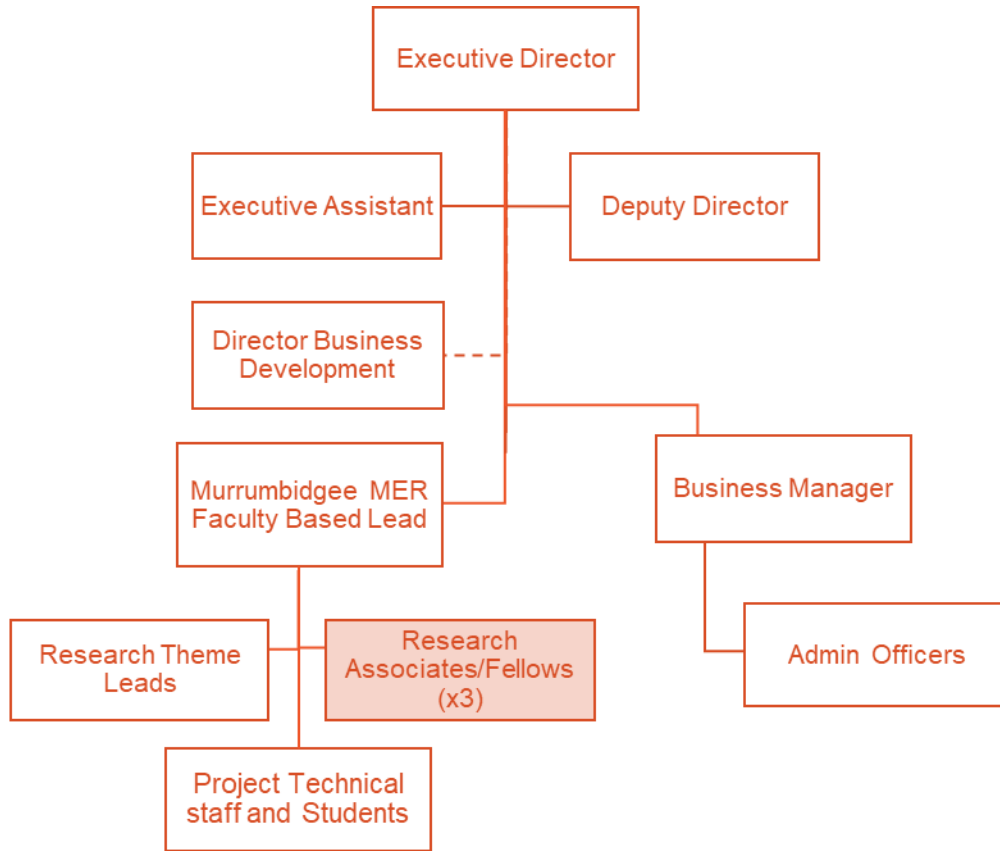 Executive Director
Executive Assistant
Deputy Director
Director Business
Development
Murrumbidgee MER
Faculty Based Lead
Business Manager
Research Theme
Leads
Research
Associates/Fellows
(x3)
Admin Officers
Project Technical
staff and Students